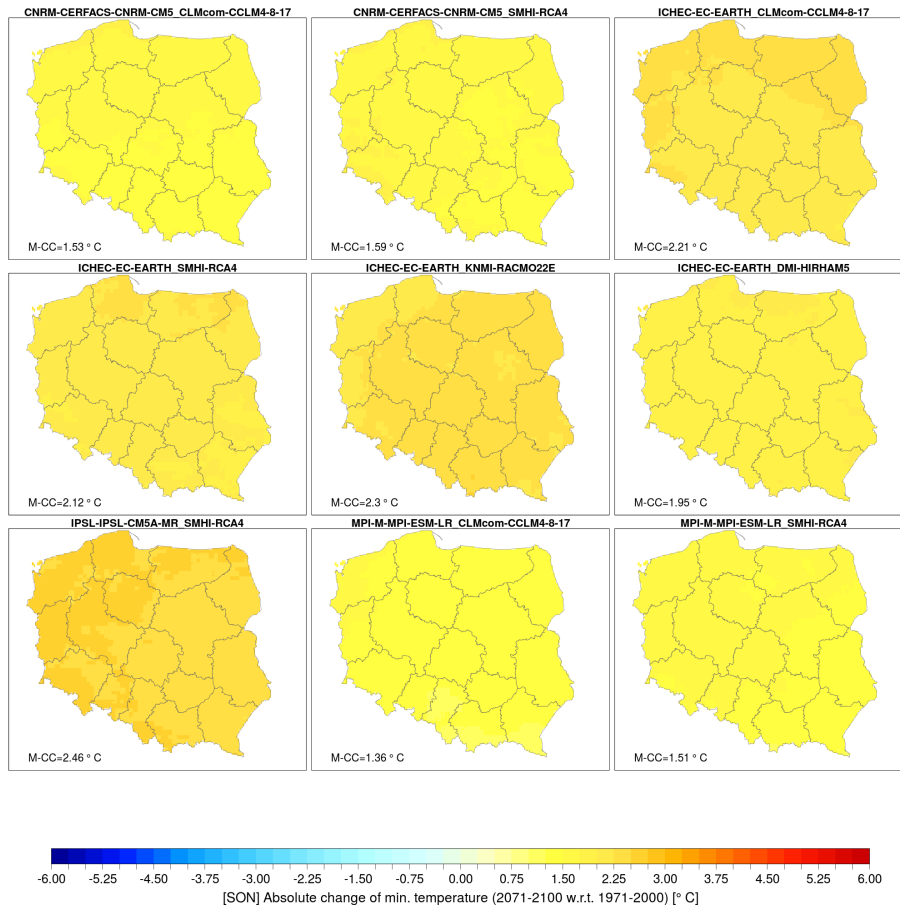 CNRM-CERFACS-CNRM-CM5_CLMcom-CCLM4-8-17
CNRM-CERFACS-CNRM-CM5_SMHI-RCA4
ICHEC-EC-EARTH_CLMcom-CCLM4-8-17
M-CC=1.53 ° C
M-CC=1.59 ° C
M-CC=2.21 ° C
ICHEC-EC-EARTH_SMHI-RCA4
ICHEC-EC-EARTH_KNMI-RACMO22E
ICHEC-EC-EARTH_DMI-HIRHAM5
M-CC=2.12 ° C
M-CC=2.3 ° C
M-CC=1.95 ° C
IPSL-IPSL-CM5A-MR_SMHI-RCA4
MPI-M-MPI-ESM-LR_CLMcom-CCLM4-8-17
MPI-M-MPI-ESM-LR_SMHI-RCA4
M-CC=2.46 ° C
M-CC=1.36 ° C
M-CC=1.51 ° C
-6.00 -5.25 -4.50 -3.75 -3.00 -2.25 -1.50 -0.75 0.00 0.75 1.50 2.25 3.00 3.75 4.50 5.25 6.00
[SON] Absolute change of min. temperature (2071-2100 w.r.t. 1971-2000) [° C]